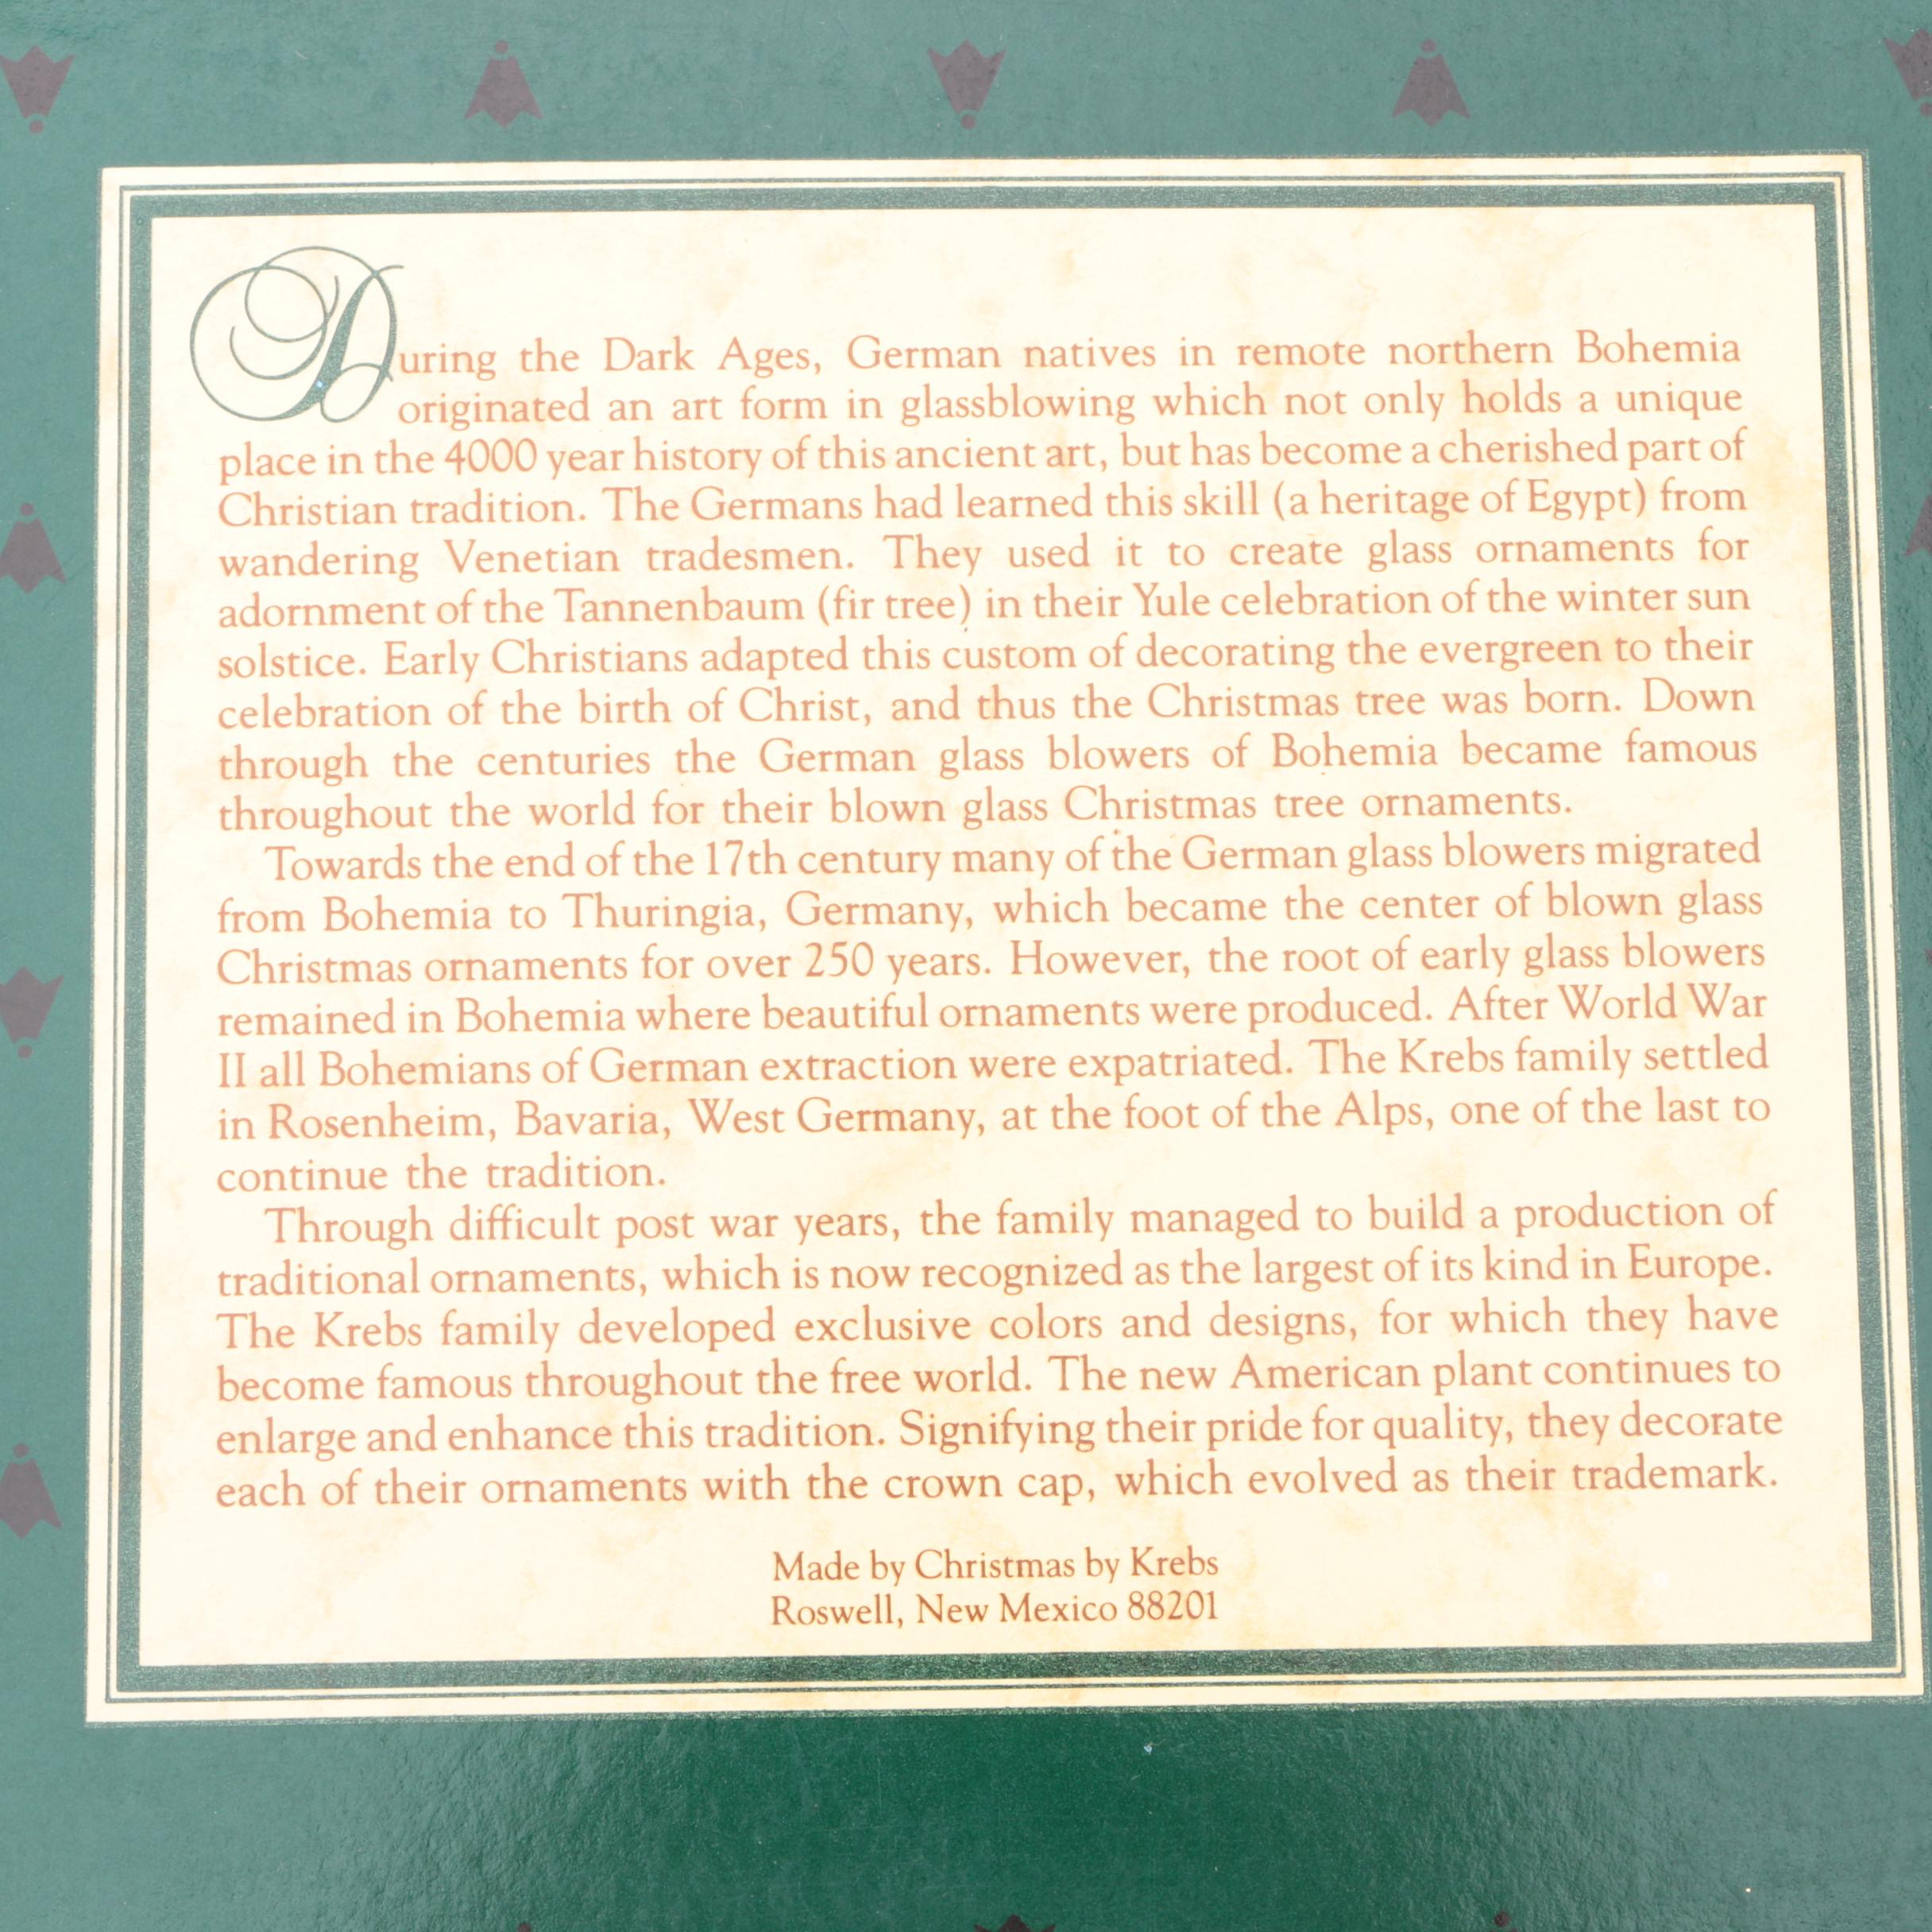 During the Dark Ages, German natives in remote northern Bohemia
originated an art form in glassblowing which not only holds a unique
place in the 4000 year history of this ancient art, but has become a cherished part of
Christian tradition. The Germans had learned this skill (a heritage of Egypt) from
wandering Venetian tradesmen. They used it to create glass ornaments for
adornment of the Tannenbaum (fir tree) in their Yule celebration of the winter sun
solstice. Early Christians adapted this custom of decorating the evergreen to their
celebration of the birth of Christ, and thus the Christmas tree was born. Down
through the centuries the German glass blowers of Bohemia became famous
throughout the world for their blown glass Christmas tree ornaments.
Towards the end of the 17th century many of the German glass blowers migrated
from Bohemia to Thuringia, Germany, which became the center of blown glass
Christmas ornaments for over 250 years. However, the root of early glass blowers
remained in Bohemia where beautiful ornaments were produced. After World War
II all Bohemians of German extraction were expatriated. The Krebs family settled
in Rosenheim, Bavaria, West Germany, at the foot of the Alps, one of the last to
continue the tradition.
Through difficult post war years, the family managed to build a production of
traditional ornaments, which is now recognized as the largest of its kind in Europe.
The Krebs family developed exclusive colors and designs, for which they have
become famous throughout the free world. The new American plant continues to
enlarge and enhance this tradition. Signifying their pride for quality, they decorate
each of their ornaments with the crown cap, which evolved as their trademark.
Made by Christmas by Krebs
Roswell, New Mexico 88201